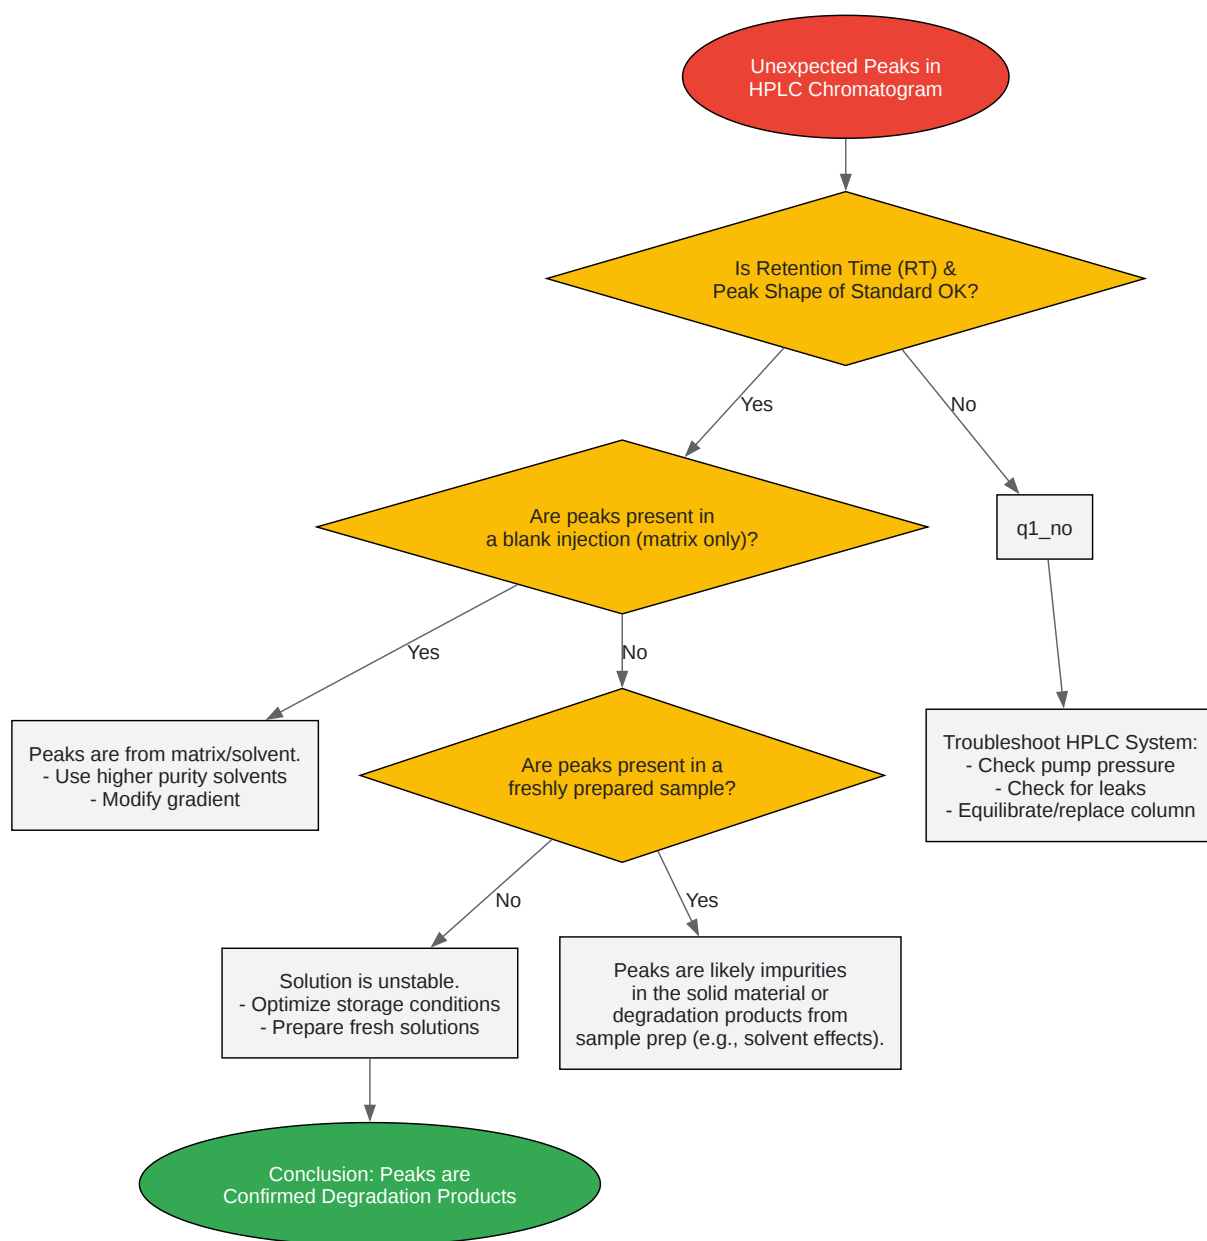 Unexpected Peaks in
HPLC Chromatogram
Is Retention Time (RT) &
Peak Shape of Standard OK?
Yes
No
Are peaks present in
a blank injection (matrix only)?
q1_no
Yes
No
Peaks are from matrix/solvent.
- Use higher purity solvents
- Modify gradient
Are peaks present in a
freshly prepared sample?
Troubleshoot HPLC System:
- Check pump pressure
- Check for leaks
- Equilibrate/replace column
No
Yes
Solution is unstable.
- Optimize storage conditions
- Prepare fresh solutions
Peaks are likely impurities
in the solid material or
degradation products from
sample prep (e.g., solvent effects).
Conclusion: Peaks are
Confirmed Degradation Products